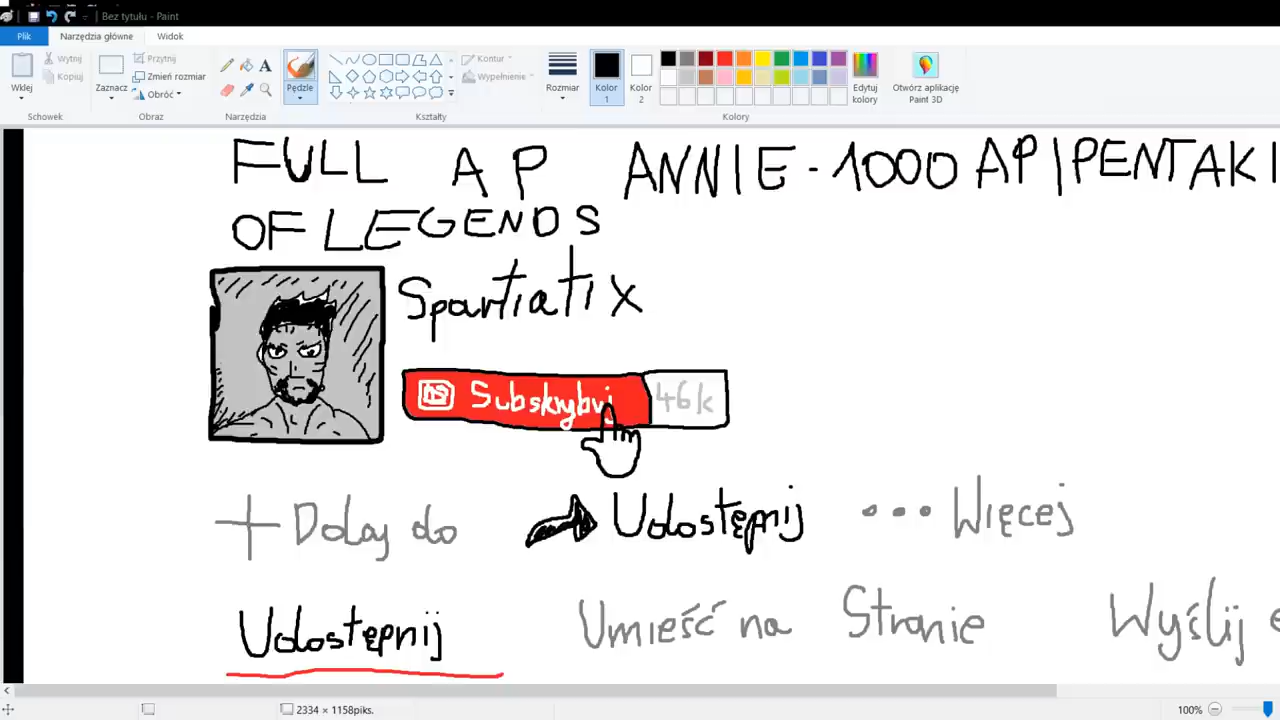 Bez tytułu - Paint
Plik Narzędzia główne Widok
Wklej Wytnij Kopiuj
Zaznacz Przytnij Zmień rozmiar Obróć
A
Pędzle
Kontur Wypełnienie
Rozmiar
Kolor 1
Kolor 2
Edytuj kolory
Otwórz aplikację Paint 3D
Schowek Obraz Narzędzia Kształty Kolory
FULL AP ANNIE - 1000 AP | PENTAKI
OF LEGENDS
Spartiatix
Subskrybuj 46k
+ Dodaj do Udostępnij ... Więcej
Udostępnij Umieść na Stronie Wyślij e
2334 × 1158piks. 100%